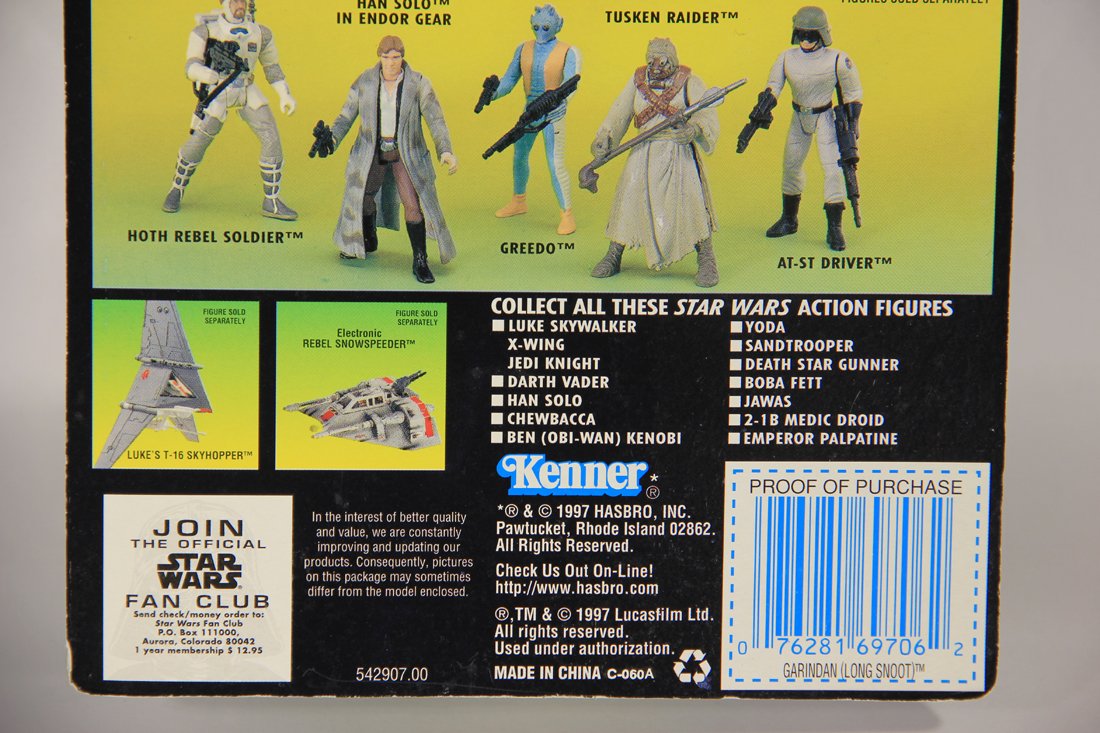 HAN SOLO™
IN ENDOR GEAR
TUSKEN RAIDER™
FIGURES SOLD SEPARATELY
HOTH REBEL SOLDIER™
GREEDO™
AT-ST DRIVER™
FIGURE SOLD
SEPARATELY
LUKE'S T-16 SKYHOPPER™
FIGURE SOLD
SEPARATELY
Electronic
REBEL SNOWSPEEDER™
COLLECT ALL THESE STAR WARS ACTION FIGURES
LUKE SKYWALKER
X-WING
JEDI KNIGHT
DARTH VADER
HAN SOLO
CHEWBACCA
BEN (OBI-WAN) KENOBI
YODA
SANDTROOPER
DEATH STAR GUNNER
BOBA FETT
JAWAS
2-1B MEDIC DROID
EMPEROR PALPATINE
JOIN
THE OFFICIAL
STAR
WARS
FAN CLUB
Send check/money order to:
Star Wars Fan Club
P.O. Box 111000,
Aurora, Colorado 80042
1 year membership $ 12.95
In the interest of better quality
and value, we are constantly
improving and updating our
products. Consequently, pictures
on this package may sometimes
differ from the model enclosed.
542907.00
Kenner*®
*® & © 1997 HASBRO, INC.
Pawtucket, Rhode Island 02862.
All Rights Reserved.
Check Us Out On-Line!
http://www.hasbro.com
®,TM & © 1997 Lucasfilm Ltd.
All rights reserved.
Used under authorization.
MADE IN CHINA C-060A
PROOF OF PURCHASE
0 76281 69706 2
GARINDAN (LONG SNOOT)™